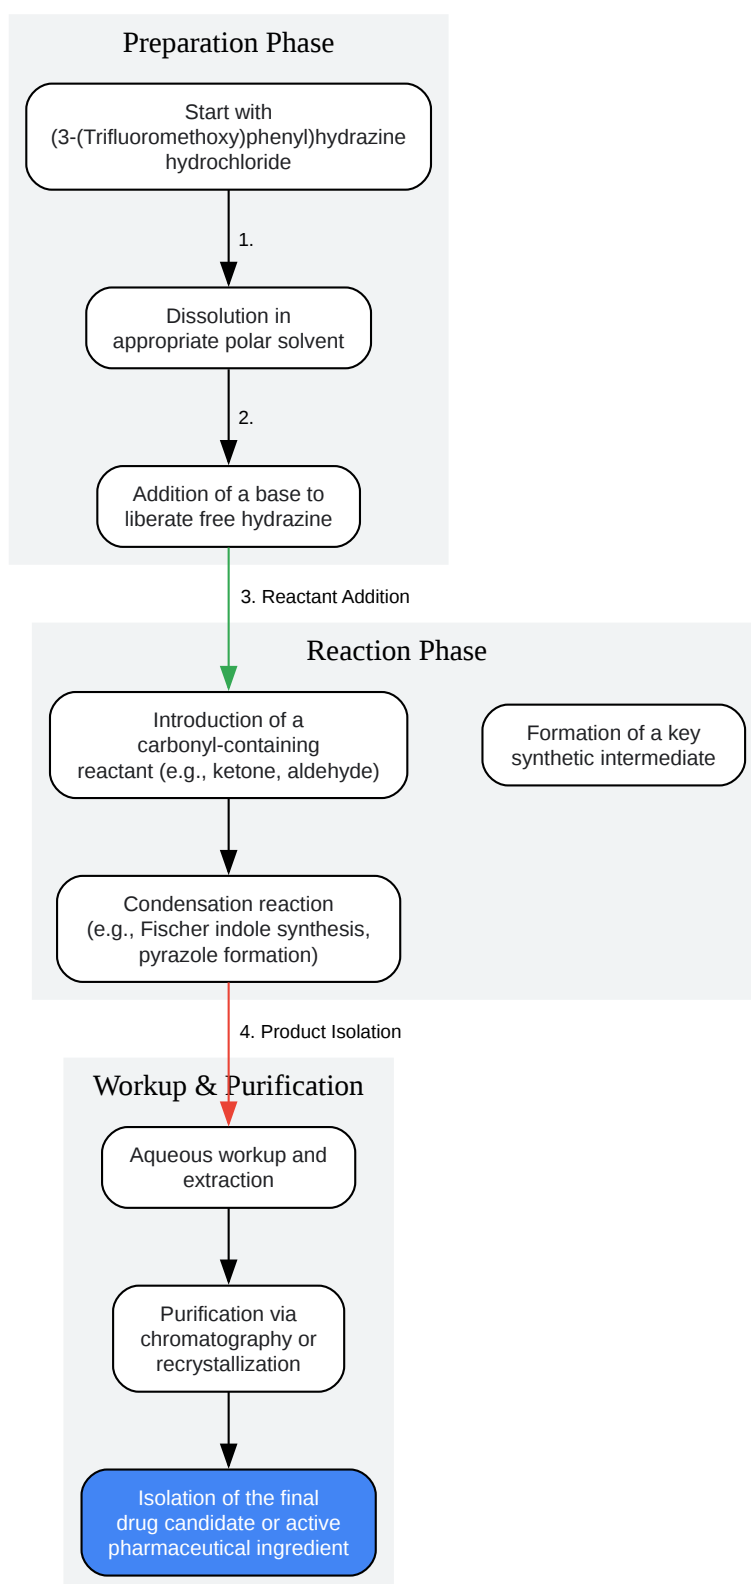 Preparation Phase
Start with
(3-(Trifluoromethoxy)phenyl)hydrazine
hydrochloride
1.
Dissolution in
appropriate polar solvent
2.
Addition of a base to
liberate free hydrazine
3. Reactant Addition
Reaction Phase
Introduction of a
carbonyl-containing
reactant (e.g., ketone, aldehyde)
Formation of a key
synthetic intermediate
Condensation reaction
(e.g., Fischer indole synthesis,
pyrazole formation)
4. Product Isolation
Workup & Purification
Aqueous workup and
extraction
Purification via
chromatography or
recrystallization
Isolation of the final
drug candidate or active
pharmaceutical ingredient